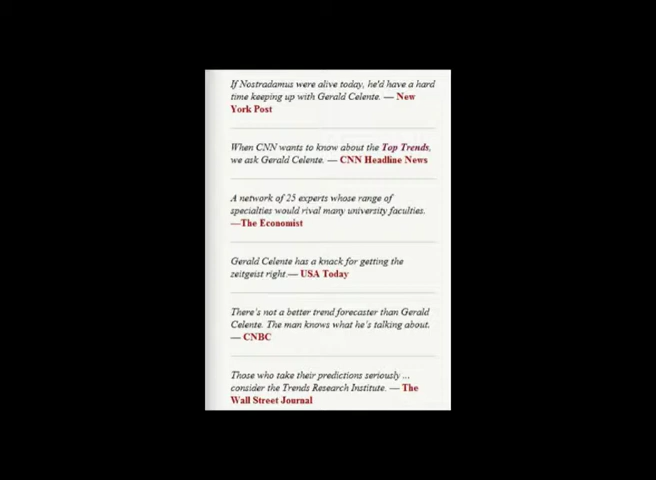 If Nostradamus were alive today, he'd have a hard
time keeping up with Gerald Celente. — New
York Post
When CNN wants to know about the Top Trends,
we ask Gerald Celente. — CNN Headline News
A network of 25 experts whose range of
specialties would rival many university faculties.
—The Economist
Gerald Celente has a knack for getting the
zeitgeist right.— USA Today
There's not a better trend forecaster than Gerald
Celente. The man knows what he's talking about.
— CNBC
Those who take their predictions seriously ...
consider the Trends Research Institute. — The
Wall Street Journal